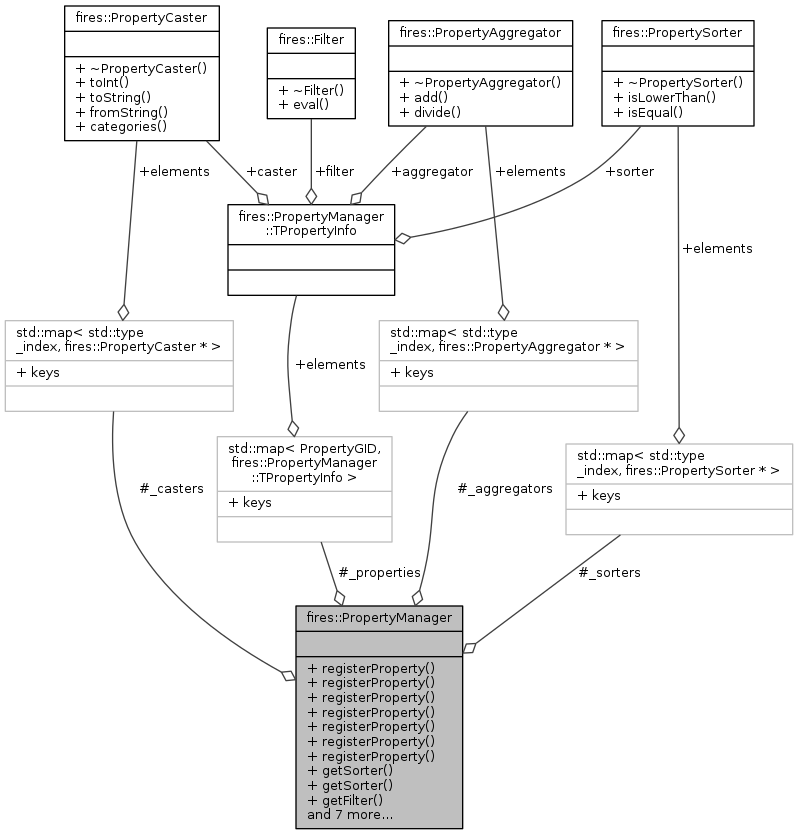 fires::PropertyCaster
+ ~PropertyCaster()
+ toInt()
+ toString()
+ fromString()
+ categories()
fires::Filter
+ ~Filter()
+ eval()
fires::PropertyAggregator
+ ~PropertyAggregator()
+ add()
+ divide()
fires::PropertySorter
+ ~PropertySorter()
+ isLowerThan()
+ isEqual()
+elements
+caster
+filter
+aggregator
+elements
+sorter
fires::PropertyManager
::TPropertyInfo
+elements
std::map< std::type
_index, fires::PropertyCaster * >
+ keys
std::map< std::type
_index, fires::PropertyAggregator * >
+ keys
+elements
std::map< PropertyGID,
fires::PropertyManager
::TPropertyInfo >
+ keys
std::map< std::type
_index, fires::PropertySorter * >
+ keys
#_casters
#_aggregators
#_properties
#_sorters
fires::PropertyManager
+ registerProperty()
+ registerProperty()
+ registerProperty()
+ registerProperty()
+ registerProperty()
+ registerProperty()
+ registerProperty()
+ getSorter()
+ getSorter()
+ getFilter()
and 7 more...